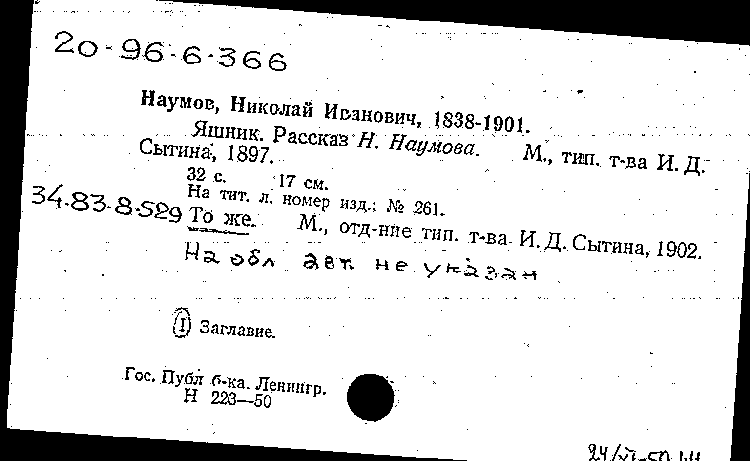 20-96-6-366
Наумов, Николай Иванович, 1838-1901.
Яшник. Рассказ Н. Наумова. М., тип. т-ва И. Д.
Сытина, 1897.
32 с. 17 см.
На тит. л. номер изд.: № 261.
34-83-8-529 То же. М., отд-ние тип. т-ва И. Д. Сытина, 1902.
На обл авт. не указан
I Заглавие.
Гос. Публ б-ка. Ленингр.
Н 223—50